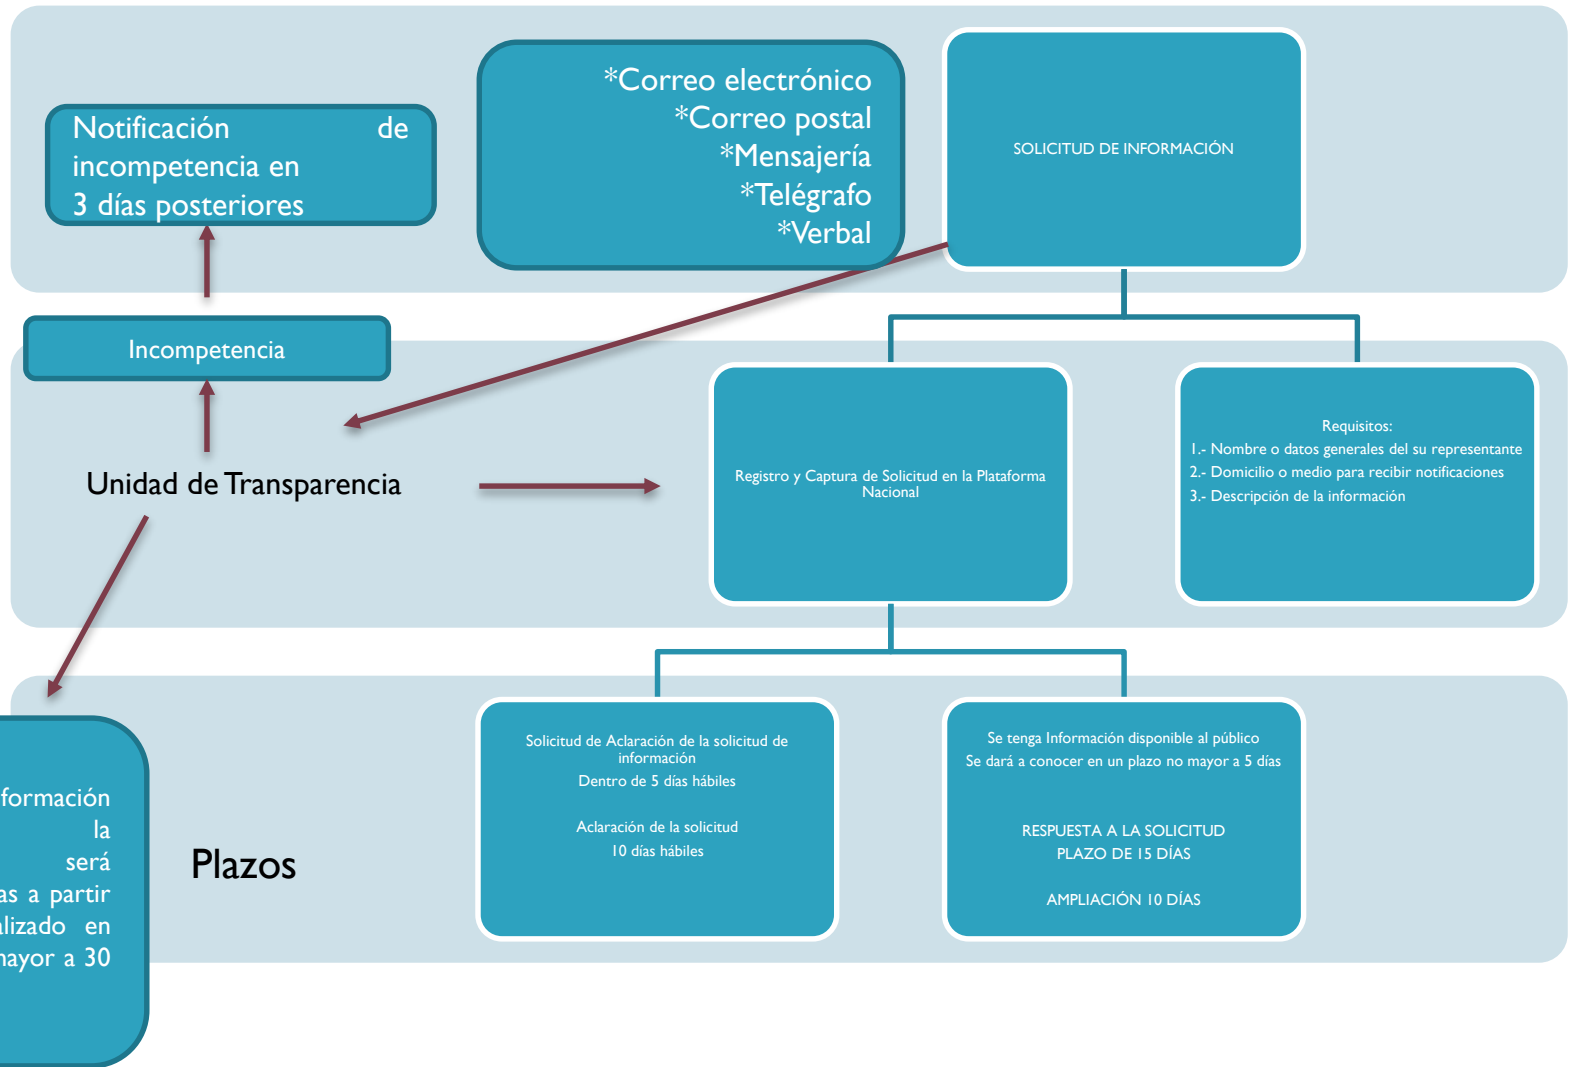 Notificación de
incompetencia en
3 días posteriores
*Correo electrónico
*Correo postal
*Mensajería
*Telégrafo
*Verbal
SOLICITUD DE INFORMACIÓN
Incompetencia
Unidad de Transparencia
Registro y Captura de Solicitud en la Plataforma
Nacional
Requisitos:
1.- Nombre o datos generales del su representante
2.- Domicilio o medio para recibir notificaciones
3.- Descripción de la información
la
será
a partir
en
mayor a 30
Plazos
Solicitud de Aclaración de la solicitud de
información
Dentro de 5 días hábiles
Aclaración de la solicitud
10 días hábiles
Se tenga Información disponible al público
Se dará a conocer en un plazo no mayor a 5 días
RESPUESTA A LA SOLICITUD
PLAZO DE 15 DÍAS
AMPLIACIÓN 10 DÍAS